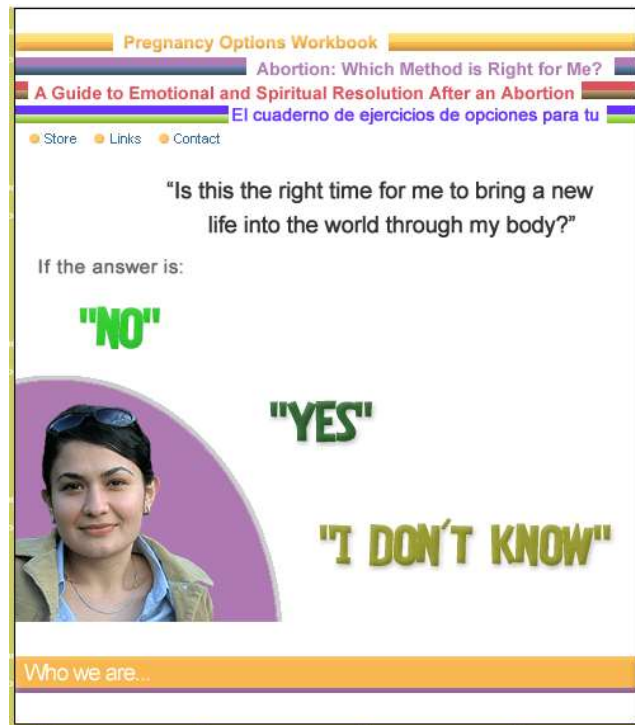 Pregnancy Options Workbook
Abortion: Which Method is Right for Me?
A Guide to Emotional and Spiritual Resolution After an Abortion
El cuaderno de ejercicios de opciones para tu
Store Links Contact
“Is this the right time for me to bring a new
life into the world through my body?”
If the answer is:
"NO"
"YES"
"I DON´T KNOW"
Who we are...